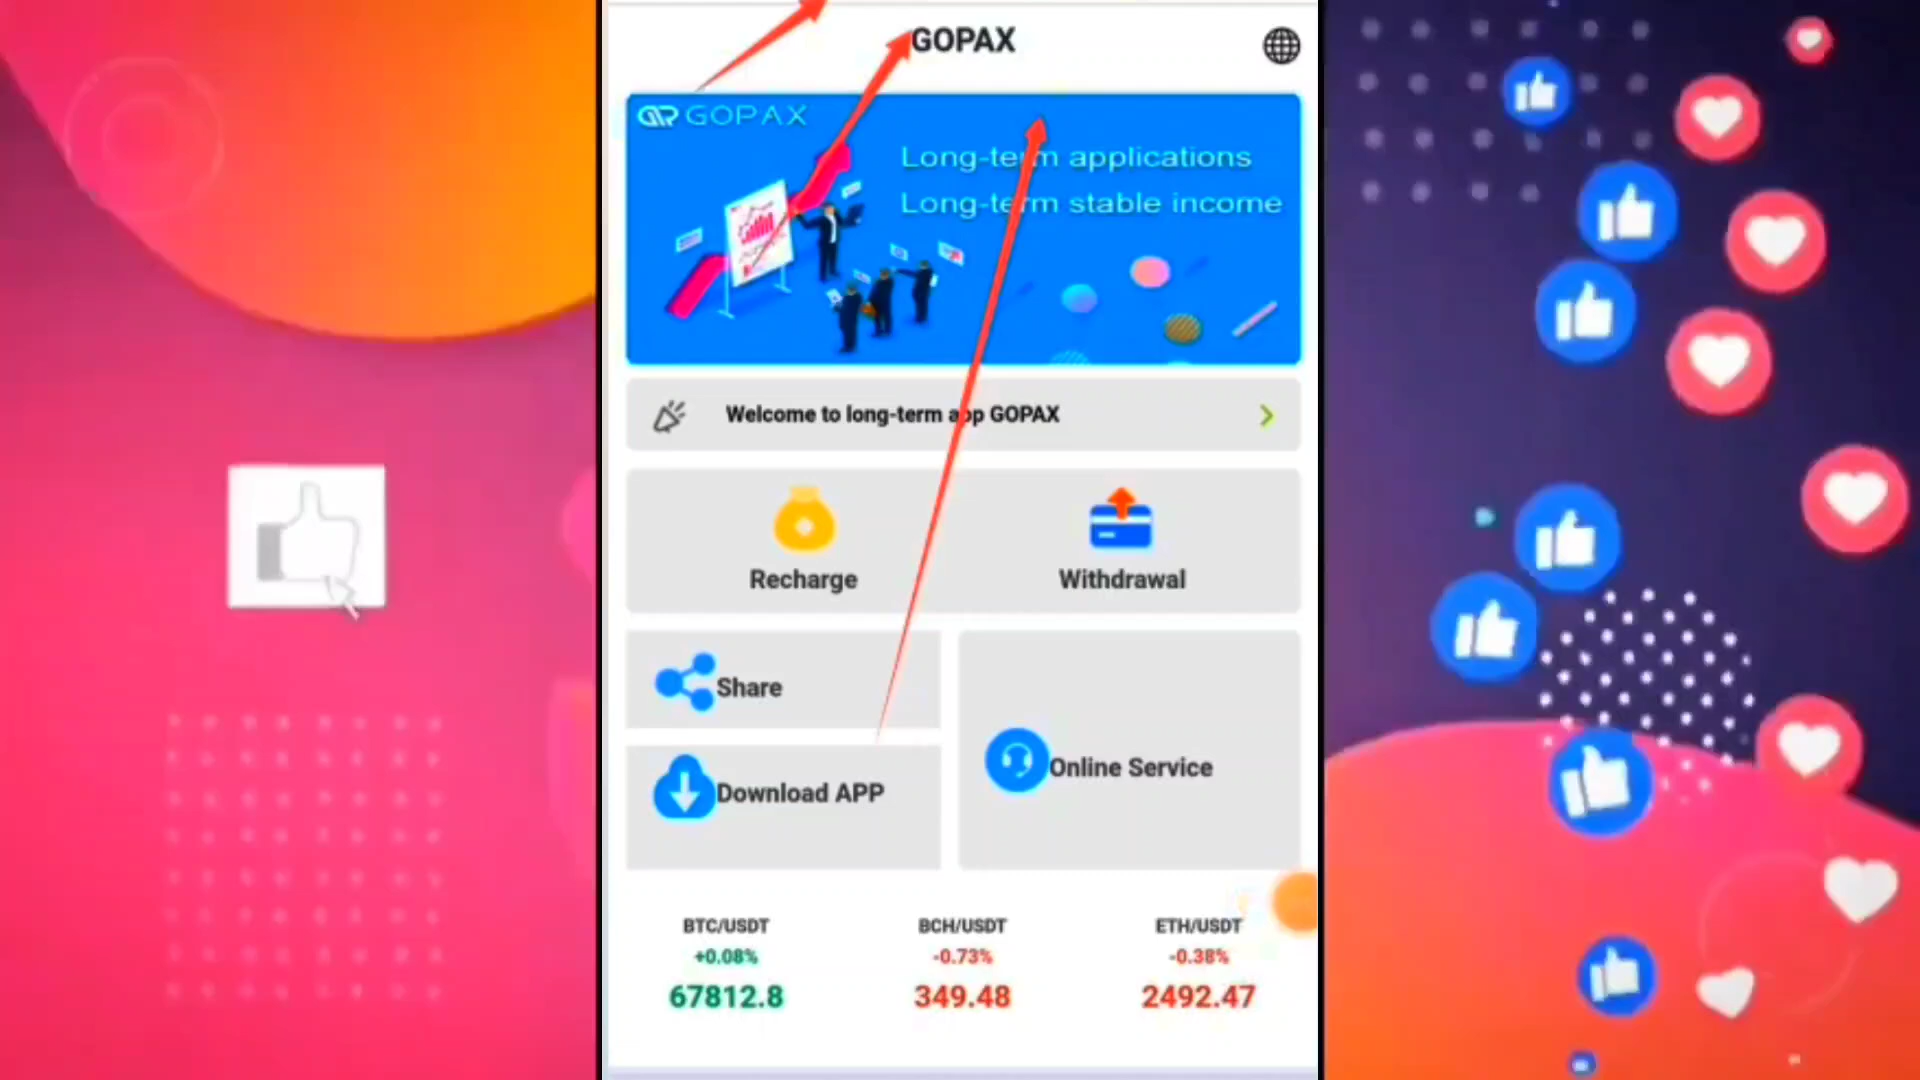 GOPAX
GOPAX
Long-term applications
Long-term stable income
Welcome to long-term app GOPAX
Recharge
Withdrawal
Share
Download APP
Online Service
BTC/USDT
BCH/USDT
ETH/USDT
+0.08%
-0.73%
-0.38%
67812.8
349.48
2492.47